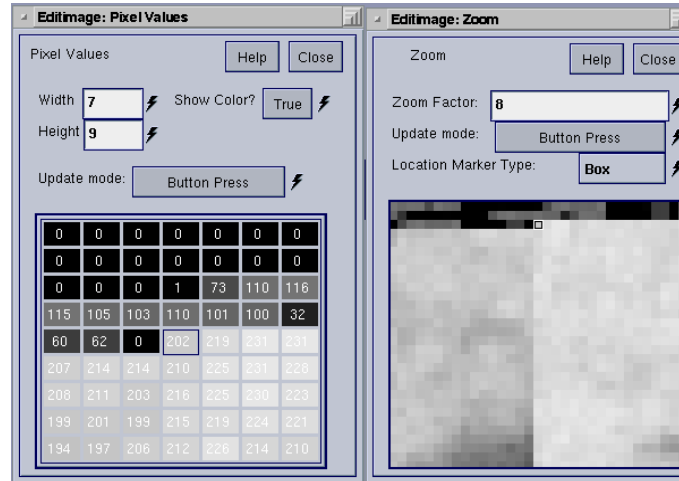 Editimage: Pixel Values
Pixel Values
Help
Close
Width
7
Show Color?
True
Height
9
Update mode:
Button Press
0 0 0 0 0 0 0
0 0 0 0 0 0 0
0 0 0 1 73 110 116
115 105 103 110 101 100 32
60 62 0 202 219 231 231
207 214 214 210 225 231 228
208 211 203 216 225 230 223
199 201 199 215 219 224 221
194 197 206 212 226 214 210
Editimage: Zoom
Zoom
Help
Close
Zoom Factor:
8
Update mode:
Button Press
Location Marker Type:
Box